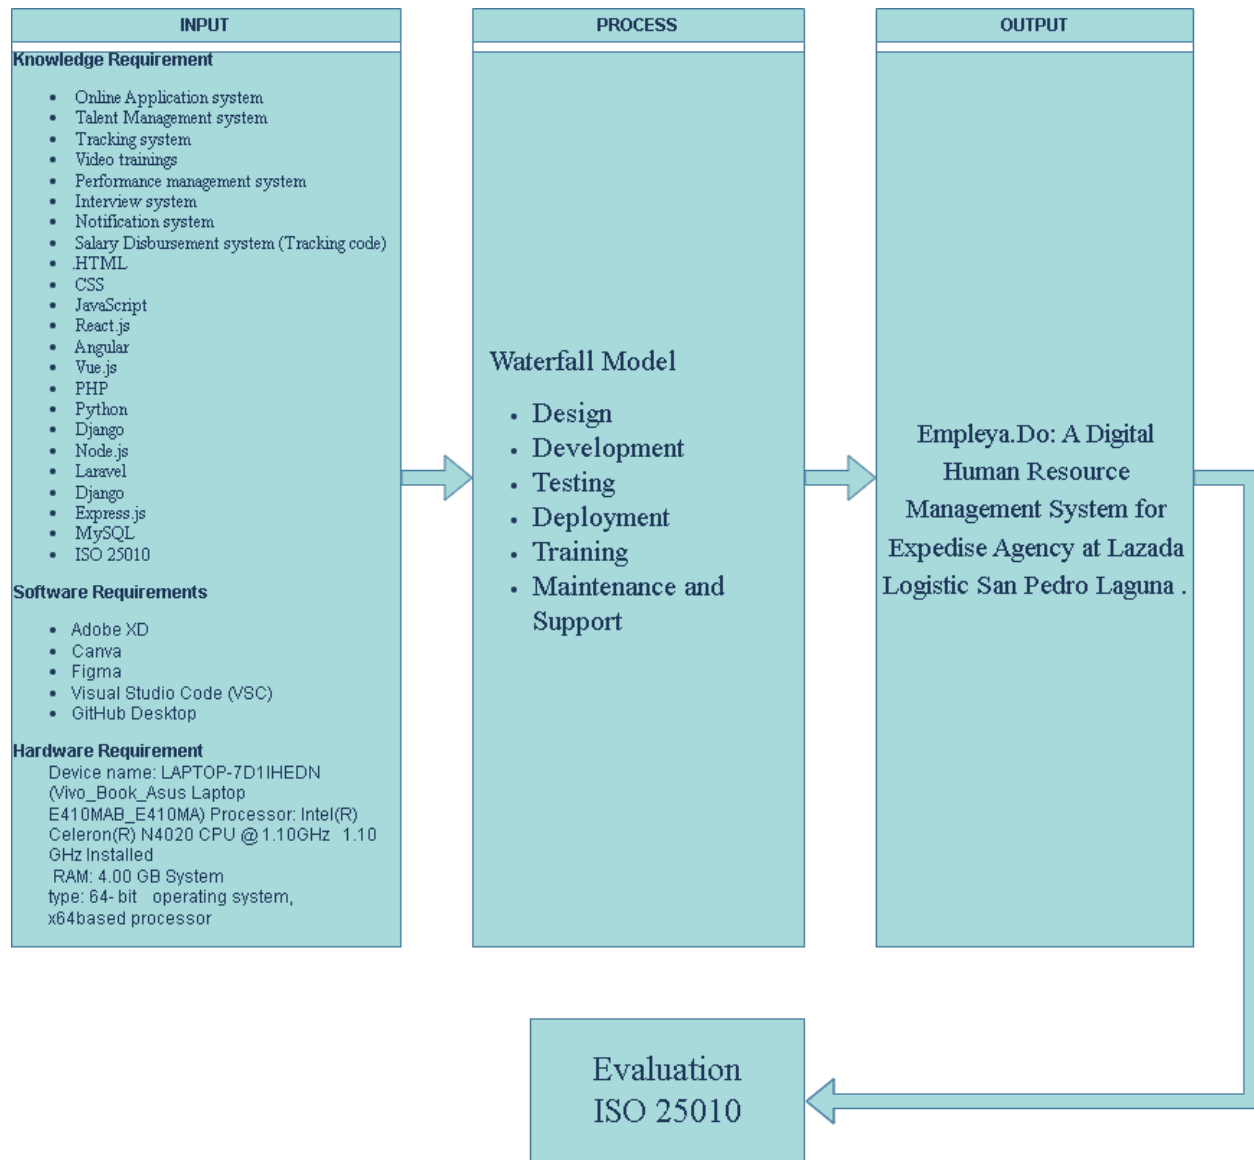 INPUT
Knowledge Requirement
• Online Application system
• Talent Management system
• Tracking system
• Video trainings
• Performance management system
• Interview system
• Notification system
• Salary Disbursement system (Tracking code)
• .HTML
• CSS
• JavaScript
• React.js
• Angular
• Vue.js
• PHP
• Python
• Django
• Node.js
• Laravel
• Django
• Express.js
• MySQL
• ISO 25010
Software Requirements
• Adobe XD
• Canva
• Figma
• Visual Studio Code (VSC)
• GitHub Desktop
Hardware Requirement
Device name: LAPTOP-7D1IHEDN
(Vivo_Book_Asus Laptop
E410MAB_E410MA) Processor: Intel(R)
Celeron(R) N4020 CPU @ 1.10GHz 1.10
GHz Installed
RAM: 4.00 GB System
type: 64- bit operating system,
x64based processor
PROCESS
Waterfall Model
• Design
• Development
• Testing
• Deployment
• Training
• Maintenance and
Support
OUTPUT
Empleya.Do: A Digital
Human Resource
Management System for
Expedise Agency at Lazada
Logistic San Pedro Laguna .
Evaluation
ISO 25010